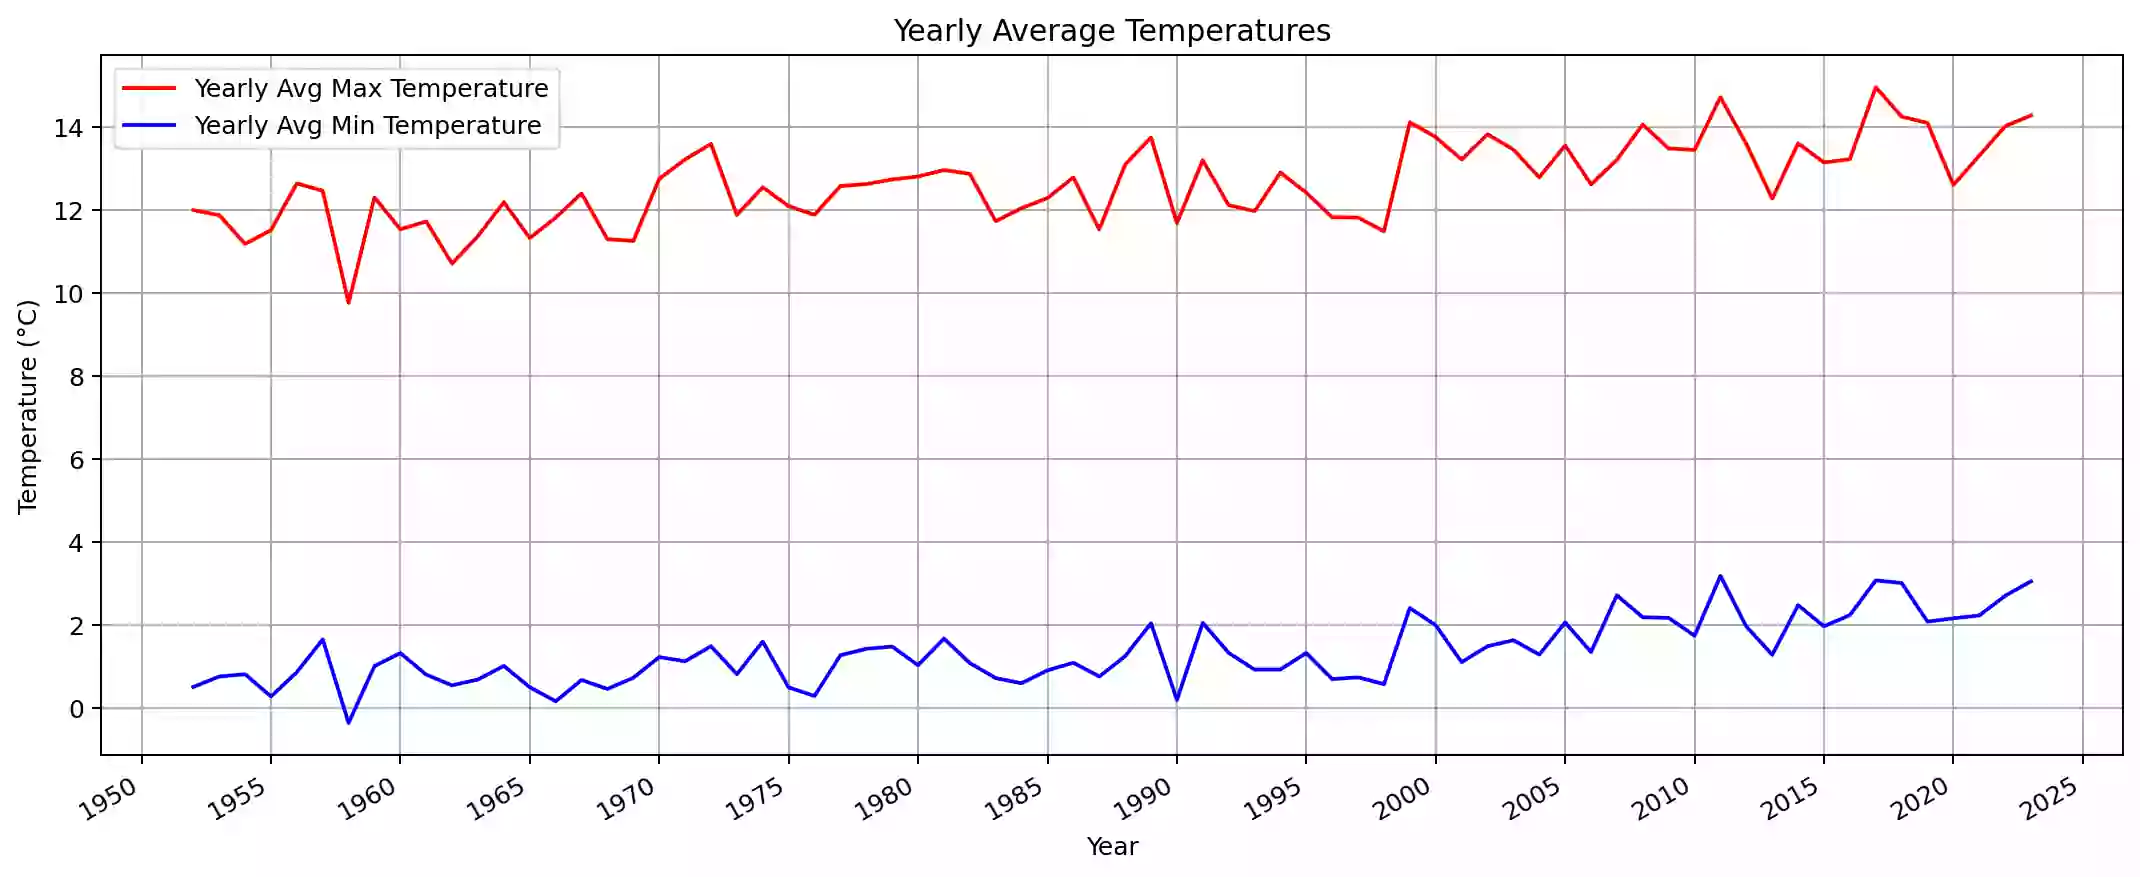 Yearly Average Temperatures
Yearly Avg Max Temperature
Yearly Avg Min Temperature
14
12
10
8
6
4
2
0
Temperature (°C)
1950 1955 1960 1965 1970 1975 1980 1985 1990 1995 2000 2005 2010 2015 2020 2025
Year